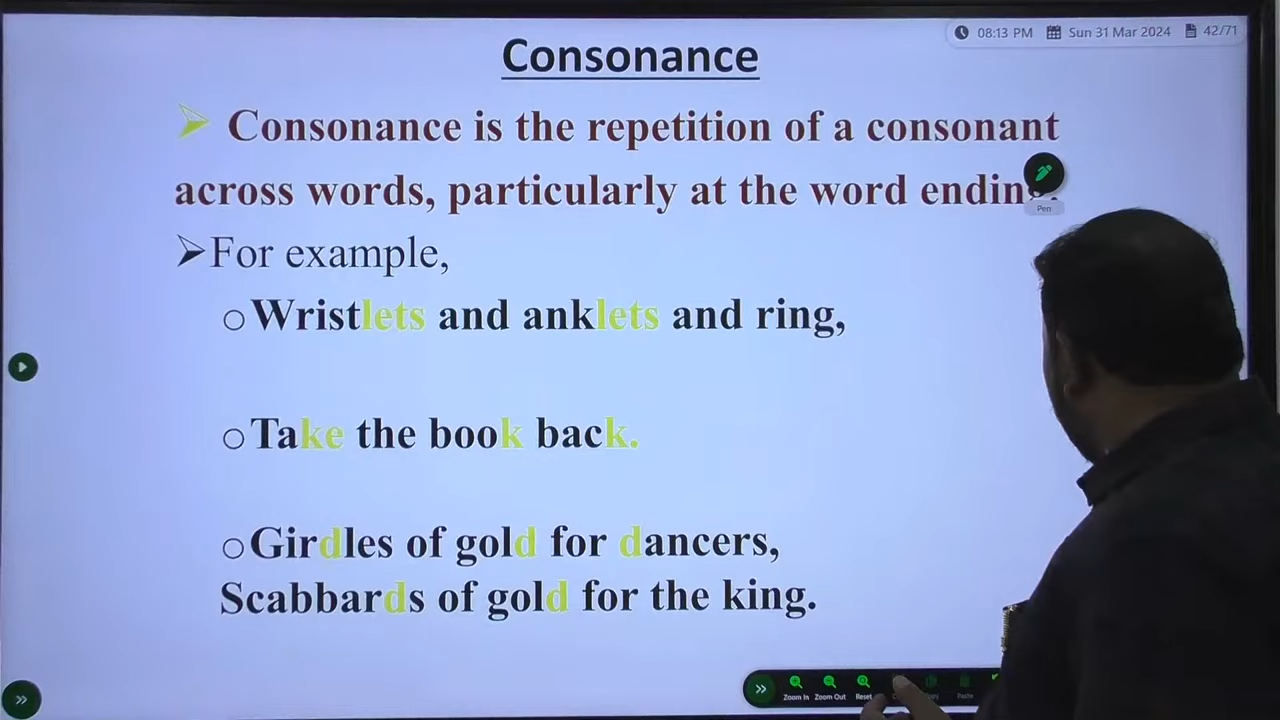 08:13 PM Sun 31 Mar 2024 42/71
Consonance
Consonance is the repetition of a consonant
across words, particularly at the word
Pen
For example,
Wristlets and anklets and ring,
Take the book back.
Girdles of gold for dancers,
Scabbards of gold for the king.
Zoom In Zoom Out Reset Paste